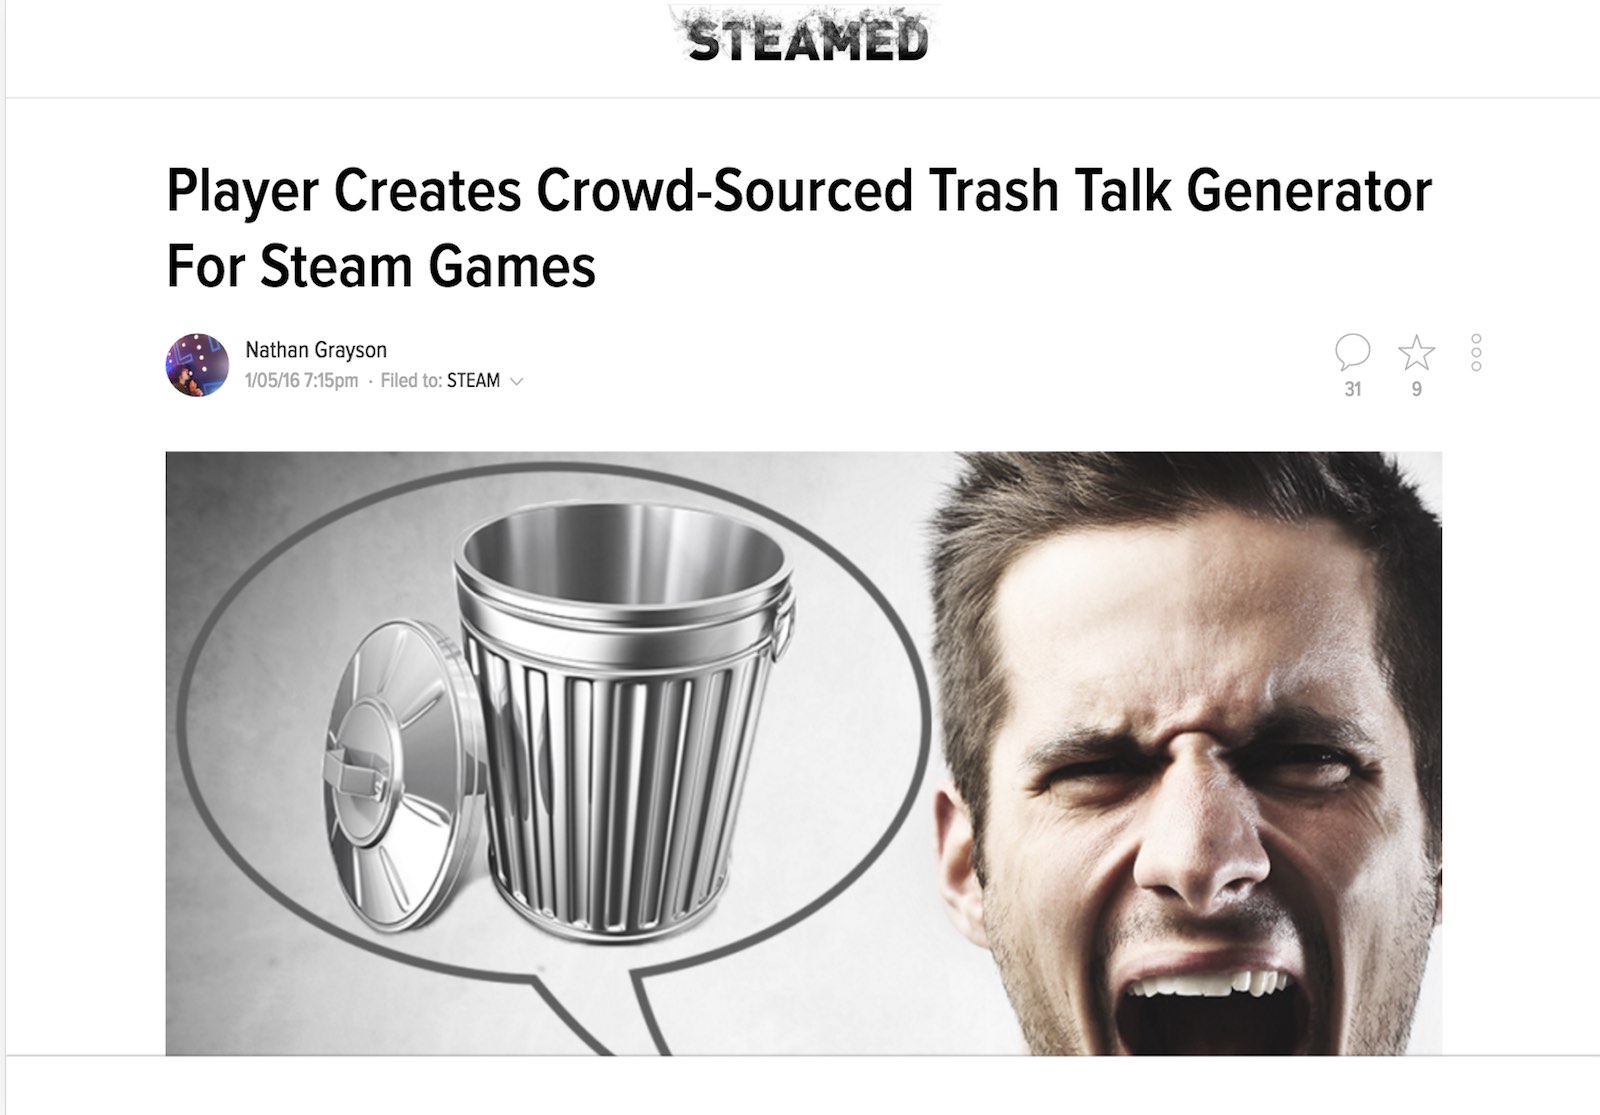 STEAMED
Player Creates Crowd-Sourced Trash Talk Generator
For Steam Games
Nathan Grayson
1/05/16 7:15pm · Filed to: STEAM
31
9